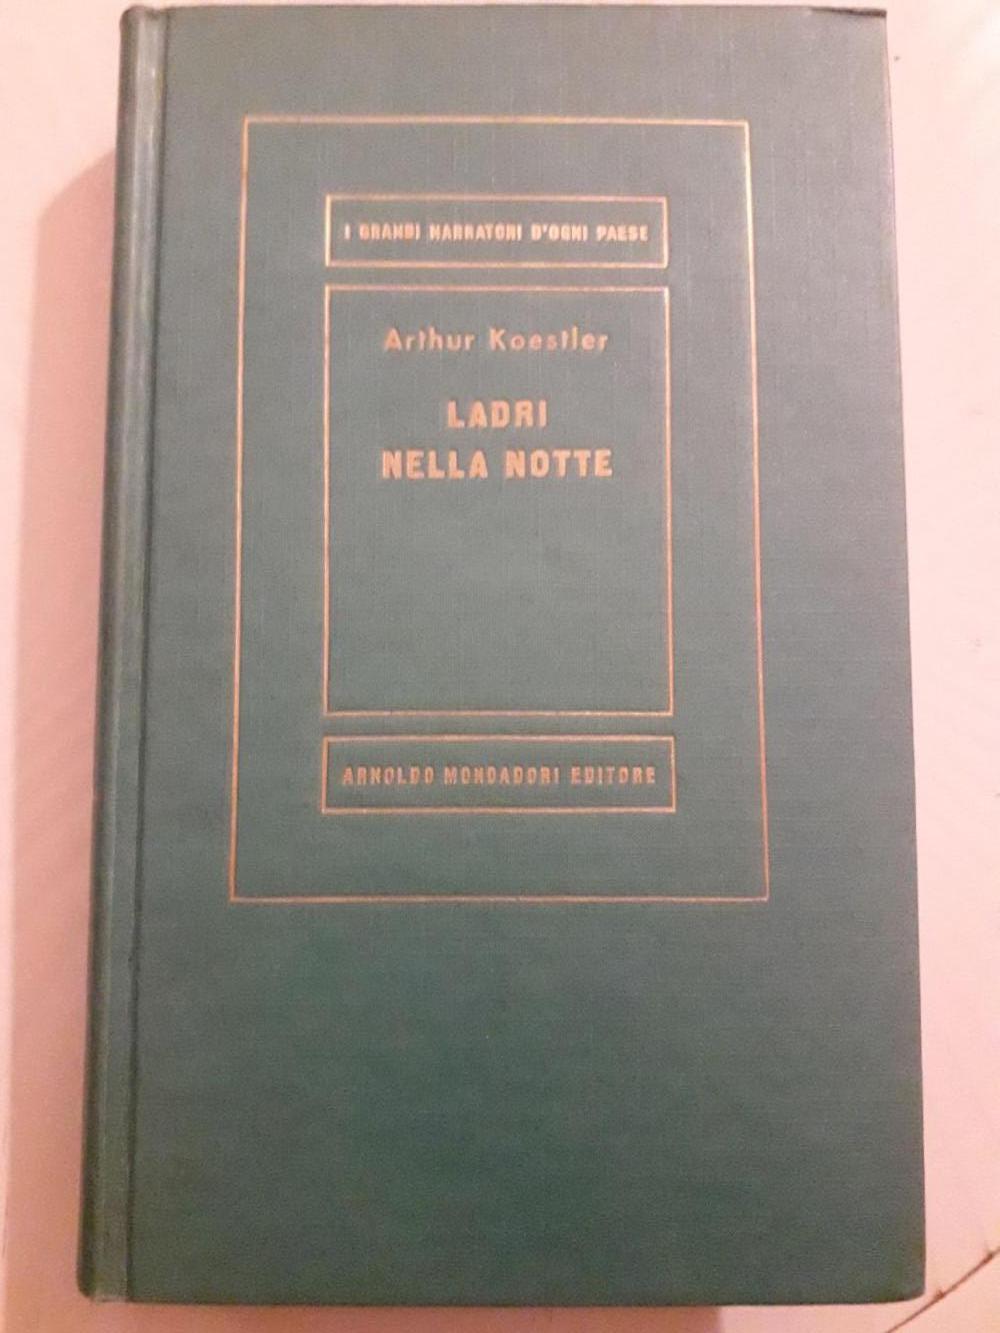 I GRANDI NARRATORI D'OGNI PAESE
Arthur Koestler
LADRI
NELLA NOTTE
ARNOLDO MONDADORI EDITORE